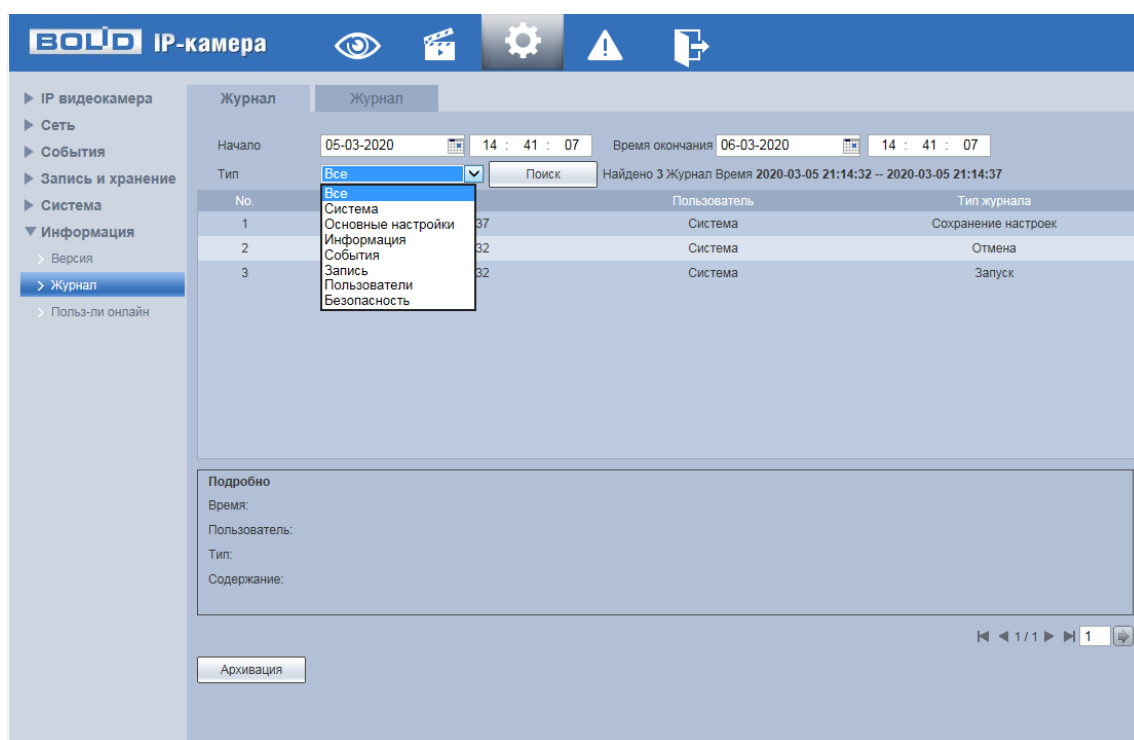 BOLID IP-камера
IP видеокамера
Сеть
События
Запись и хранение
Система
Информация
Версия
Журнал
Польз-ли онлайн
Журнал Журнал
Начало 05-03-2020 14 : 41 : 07 Время окончания 06-03-2020 14 : 41 : 07
Тип Все Поиск Найдено 3 Журнал Время 2020-03-05 21:14:32 -- 2020-03-05 21:14:37
Все
Система
Основные настройки
Информация
События
Запись
Пользователи
Безопасность
No. Пользователь Тип журнала
1 37 Система Сохранение настроек
2 32 Система Отмена
3 32 Система Запуск
Подробно
Время:
Пользователь:
Тип:
Содержание:
1 / 1 1
Архивация